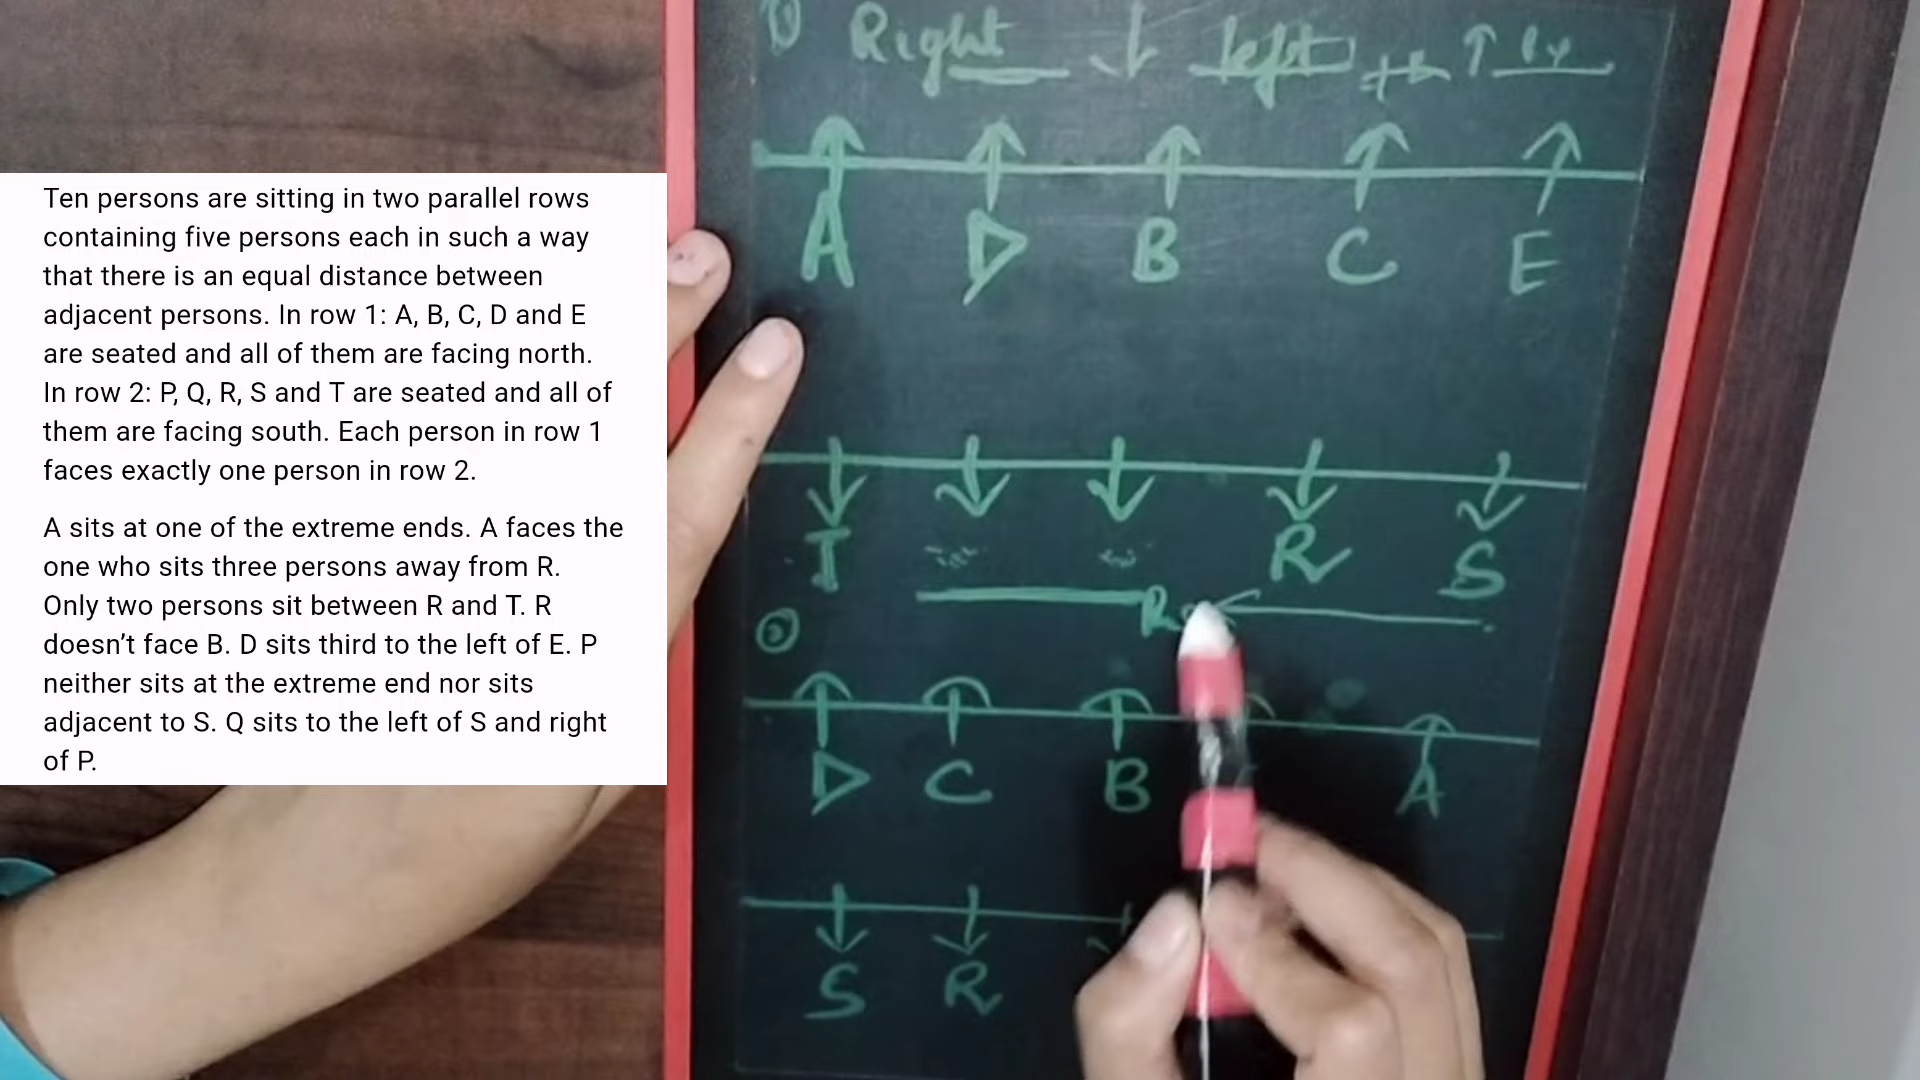 Ten persons are sitting in two parallel rows
containing five persons each in such a way
that there is an equal distance between
adjacent persons. In row 1: A, B, C, D and E
are seated and all of them are facing north.
In row 2: P, Q, R, S and T are seated and all of
them are facing south. Each person in row 1
faces exactly one person in row 2.
A sits at one of the extreme ends. A faces the
one who sits three persons away from R.
Only two persons sit between R and T. R
doesn’t face B. D sits third to the left of E. P
neither sits at the extreme end nor sits
adjacent to S. Q sits to the left of S and right
of P.
① Right ↓ left ↑
A D B C E
T R S
R
②
D C B A
S R